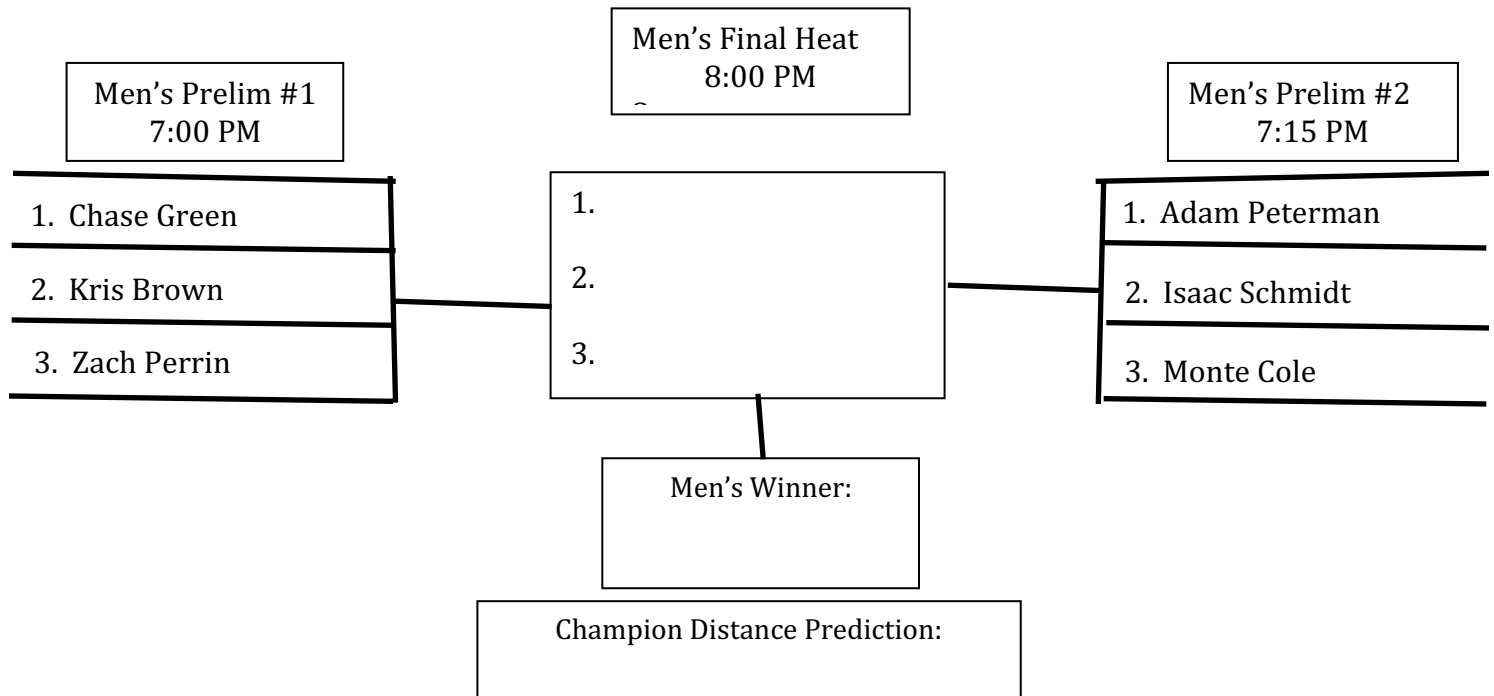 Men’s Final Heat
8:00 PM
Men’s Prelim #1
7:00 PM
Men’s Prelim #2
7:15 PM
1. Chase Green
2. Kris Brown
3. Zach Perrin
1.
2.
3.
1. Adam Peterman
2. Isaac Schmidt
3. Monte Cole
Men’s Winner:
Champion Distance Prediction: